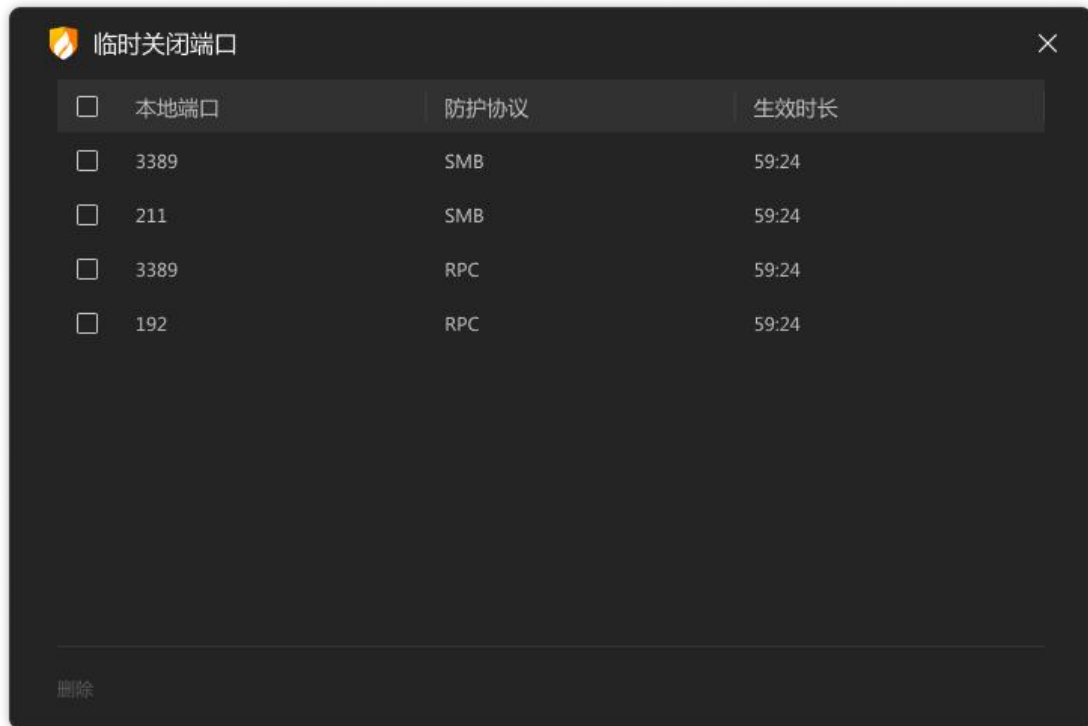 临时关闭端口
本地端口 防护协议 生效时长
3389 SMB 59:24
211 SMB 59:24
3389 RPC 59:24
192 RPC 59:24
删除